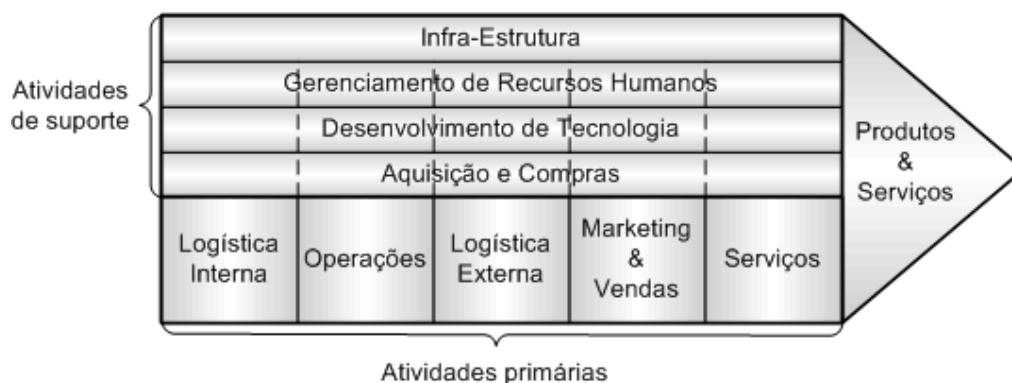 Infra-Estrutura
Gerenciamento de Recursos Humanos
Desenvolvimento de Tecnologia
Aquisição e Compras
Atividades
de suporte
Logística
Interna
Operações
Logística
Externa
Marketing
&
Vendas
Serviços
Produtos
&
Serviços
Atividades primárias